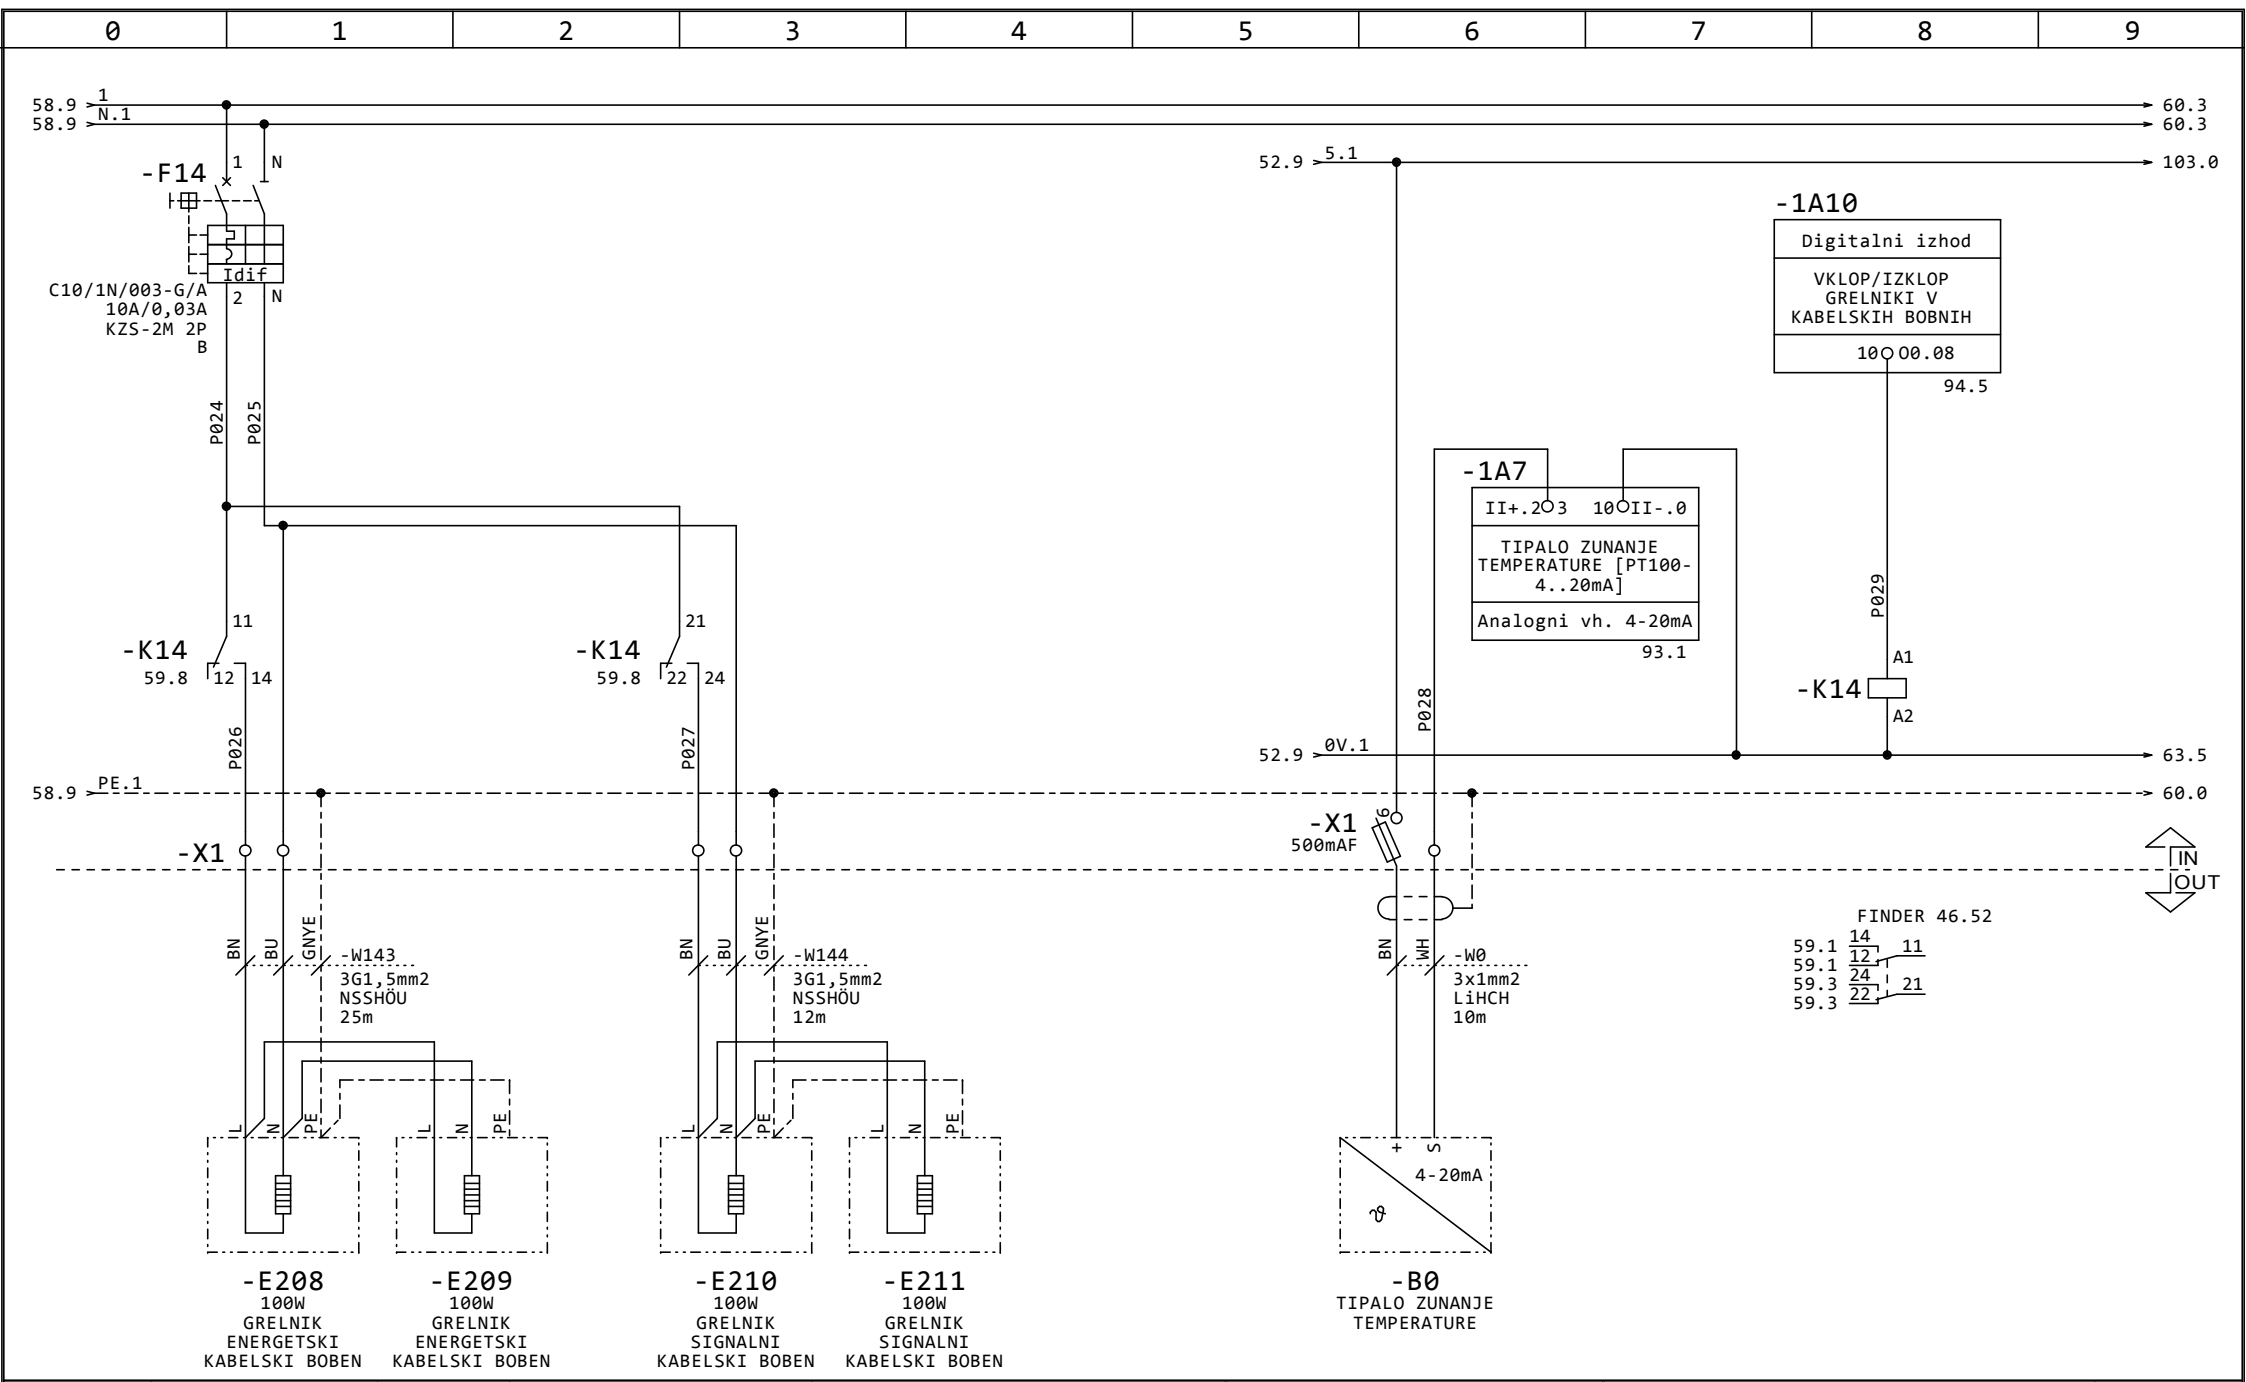 0 1 2 3 4 5 6 7 8 9
58.9 1 60.3
58.9 N.1 60.3
52.9 5.1 103.0
-F14
1 N
Idif
2 N
C10/1N/003-G/A
10A/0,03A
KZS-2M 2P
B
-1A10
Digitalni izhod
VKLOP/IZKLOP
GRELNIKI V
KABELSKIH BOBNIH
10 O0.08
94.5
P024
P025
-1A7
II+.2 3 10 II-.0
TIPALO ZUNANJE
TEMPERATURE [PT100-
4..20mA]
Analogni vh. 4-20mA
93.1
P029
11
-K14
59.8 12 14
21
-K14
59.8 22 24
A1
-K14
A2
P026
P027
P028
52.9 0V.1 63.5
58.9 PE.1 60.0
-X1
-X1
500mAF
6
IN
OUT
BN BU GNYE
-W143
3G1,5mm2
NSSHÖU
25m
BN BU GNYE
-W144
3G1,5mm2
NSSHÖU
12m
BN WH
-W0
3x1mm2
LiHCH
10m
FINDER 46.52
59.1 14 11
59.1 12
59.3 24 21
59.3 22
L N PE L N PE L N PE L N PE
+ S
4-20mA
ϑ
-E208
100W
GRELNIK
ENERGETSKI
KABELSKI BOBEN
-E209
100W
GRELNIK
ENERGETSKI
KABELSKI BOBEN
-E210
100W
GRELNIK
SIGNALNI
KABELSKI BOBEN
-E211
100W
GRELNIK
SIGNALNI
KABELSKI BOBEN
-B0
TIPALO ZUNANJE
TEMPERATURE